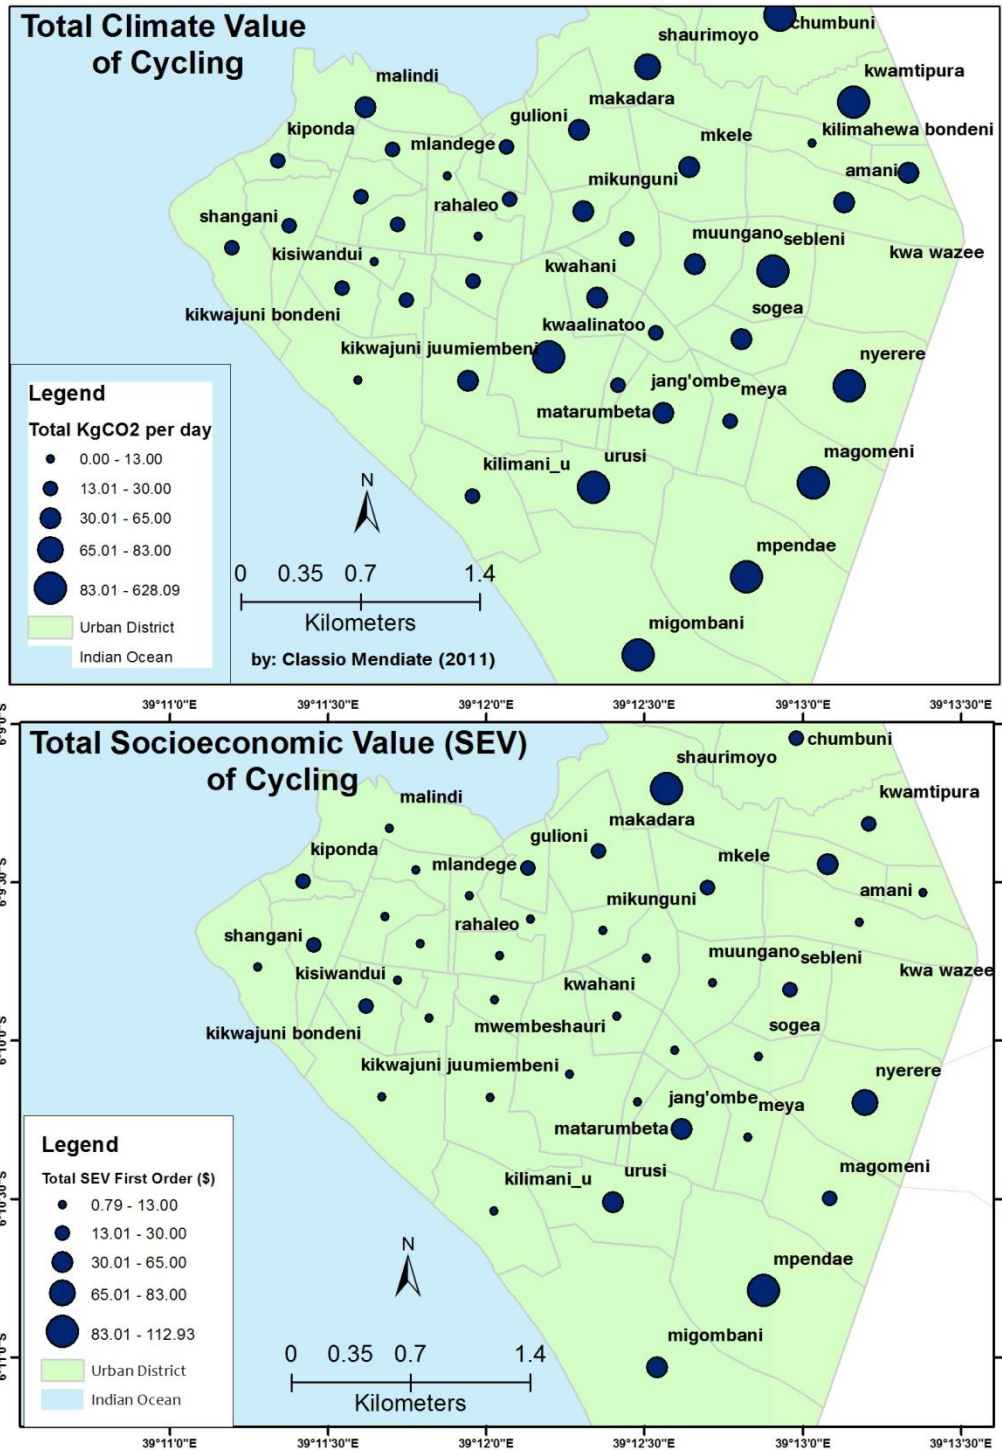 Total Climate Value
of Cycling
chumbuni
shaurimoyo
malindi
kwamtipura
makadara
gulioni
kiponda
mkele
kilimahewa bondeni
mlandege
amani
mikunguni
rahaleo
shangani
muungano
sebleni
kisiwandui
kwa wazee
kwahani
sogea
kikwajuni bondeni
kwaalinatoo
kikwajuni juu
miembeni
nyerere
jang'ombe
meya
matarumbeta
urusi
magomeni
kilimani_u
mpendae
migombani
Legend
Total KgCO2 per day
0.00 - 13.00
13.01 - 30.00
30.01 - 65.00
65.01 - 83.00
83.01 - 628.09
Urban District
Indian Ocean
N
0 0.35 0.7 1.4
Kilometers
by: Classio Mendiate (2011)
39°11'0"E 39°11'30"E 39°12'0"E 39°12'30"E 39°13'0"E 39°13'30"E
Total Socioeconomic Value (SEV)
of Cycling
chumbuni
shaurimoyo
malindi
kwamtipura
makadara
gulioni
kiponda
mkele
mlandege
amani
mikunguni
rahaleo
shangani
muungano
sebleni
kisiwandui
kwa wazee
kwahani
mwembeshauri
sogea
kikwajuni bondeni
kikwajuni juu
miembeni
nyerere
jang'ombe
meya
matarumbeta
urusi
magomeni
kilimani_u
mpendae
migombani
Legend
Total SEV First Order ($)
0.79 - 13.00
13.01 - 30.00
30.01 - 65.00
65.01 - 83.00
83.01 - 112.93
Urban District
Indian Ocean
N
0 0.35 0.7 1.4
Kilometers
39°11'0"E 39°11'30"E 39°12'0"E 39°12'30"E 39°13'0"E 39°13'30"E